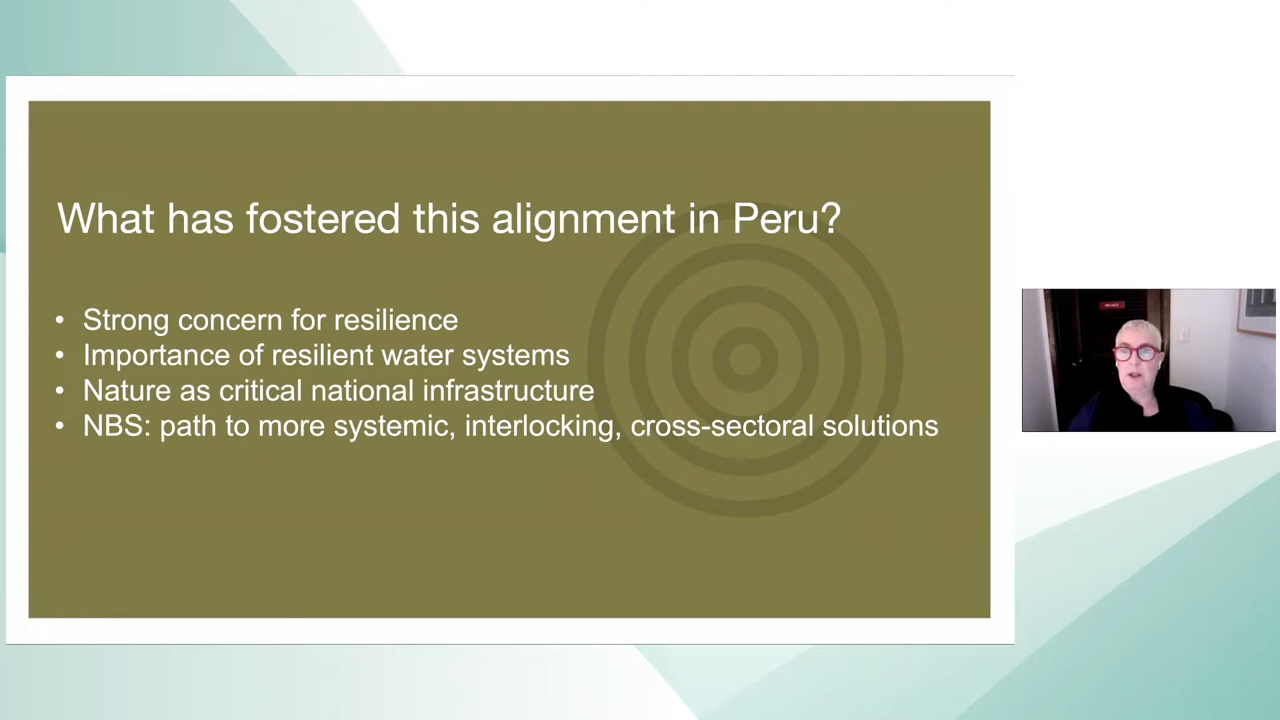 What has fostered this alignment in Peru?
• Strong concern for resilience
• Importance of resilient water systems
• Nature as critical national infrastructure
• NBS: path to more systemic, interlocking, cross-sectoral solutions